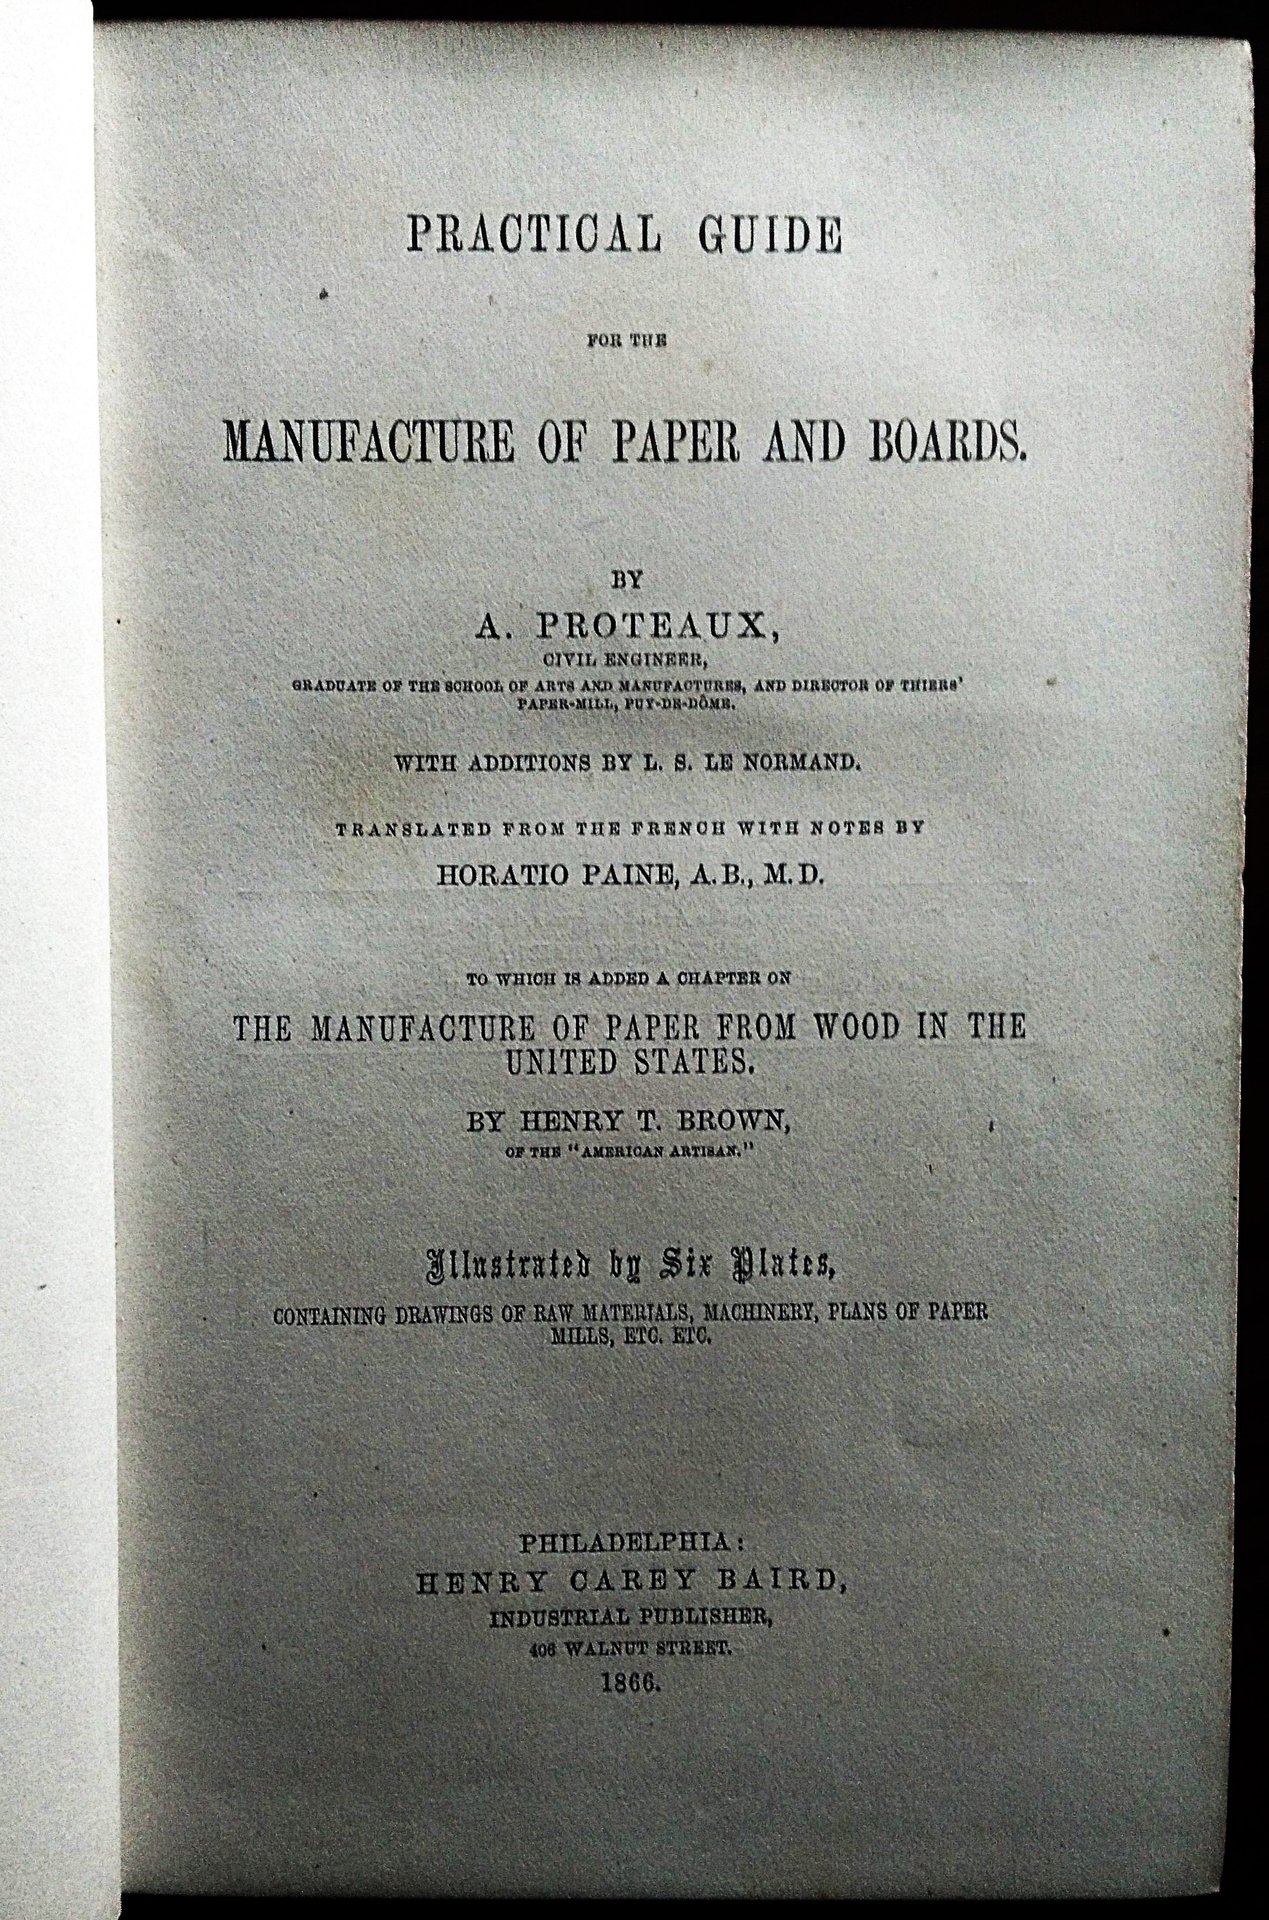 PRACTICAL GUIDE
FOR THE
MANUFACTURE OF PAPER AND BOARDS.
BY
A. PROTEAUX,
CIVIL ENGINEER,
GRADUATE OF THE SCHOOL OF ARTS AND MANUFACTURES, AND DIRECTOR OF THIERS'
PAPER-MILL, PUY-DE-DÔME.
WITH ADDITIONS BY L. S. LE NORMAND.
TRANSLATED FROM THE FRENCH WITH NOTES BY
HORATIO PAINE, A.B., M.D.
TO WHICH IS ADDED A CHAPTER ON
THE MANUFACTURE OF PAPER FROM WOOD IN THE
UNITED STATES.
BY HENRY T. BROWN,
OF THE "AMERICAN ARTISAN."
Illustrated by Six Plates,
CONTAINING DRAWINGS OF RAW MATERIALS, MACHINERY, PLANS OF PAPER
MILLS, ETC. ETC.
PHILADELPHIA:
HENRY CAREY BAIRD,
INDUSTRIAL PUBLISHER,
406 WALNUT STREET.
1866.